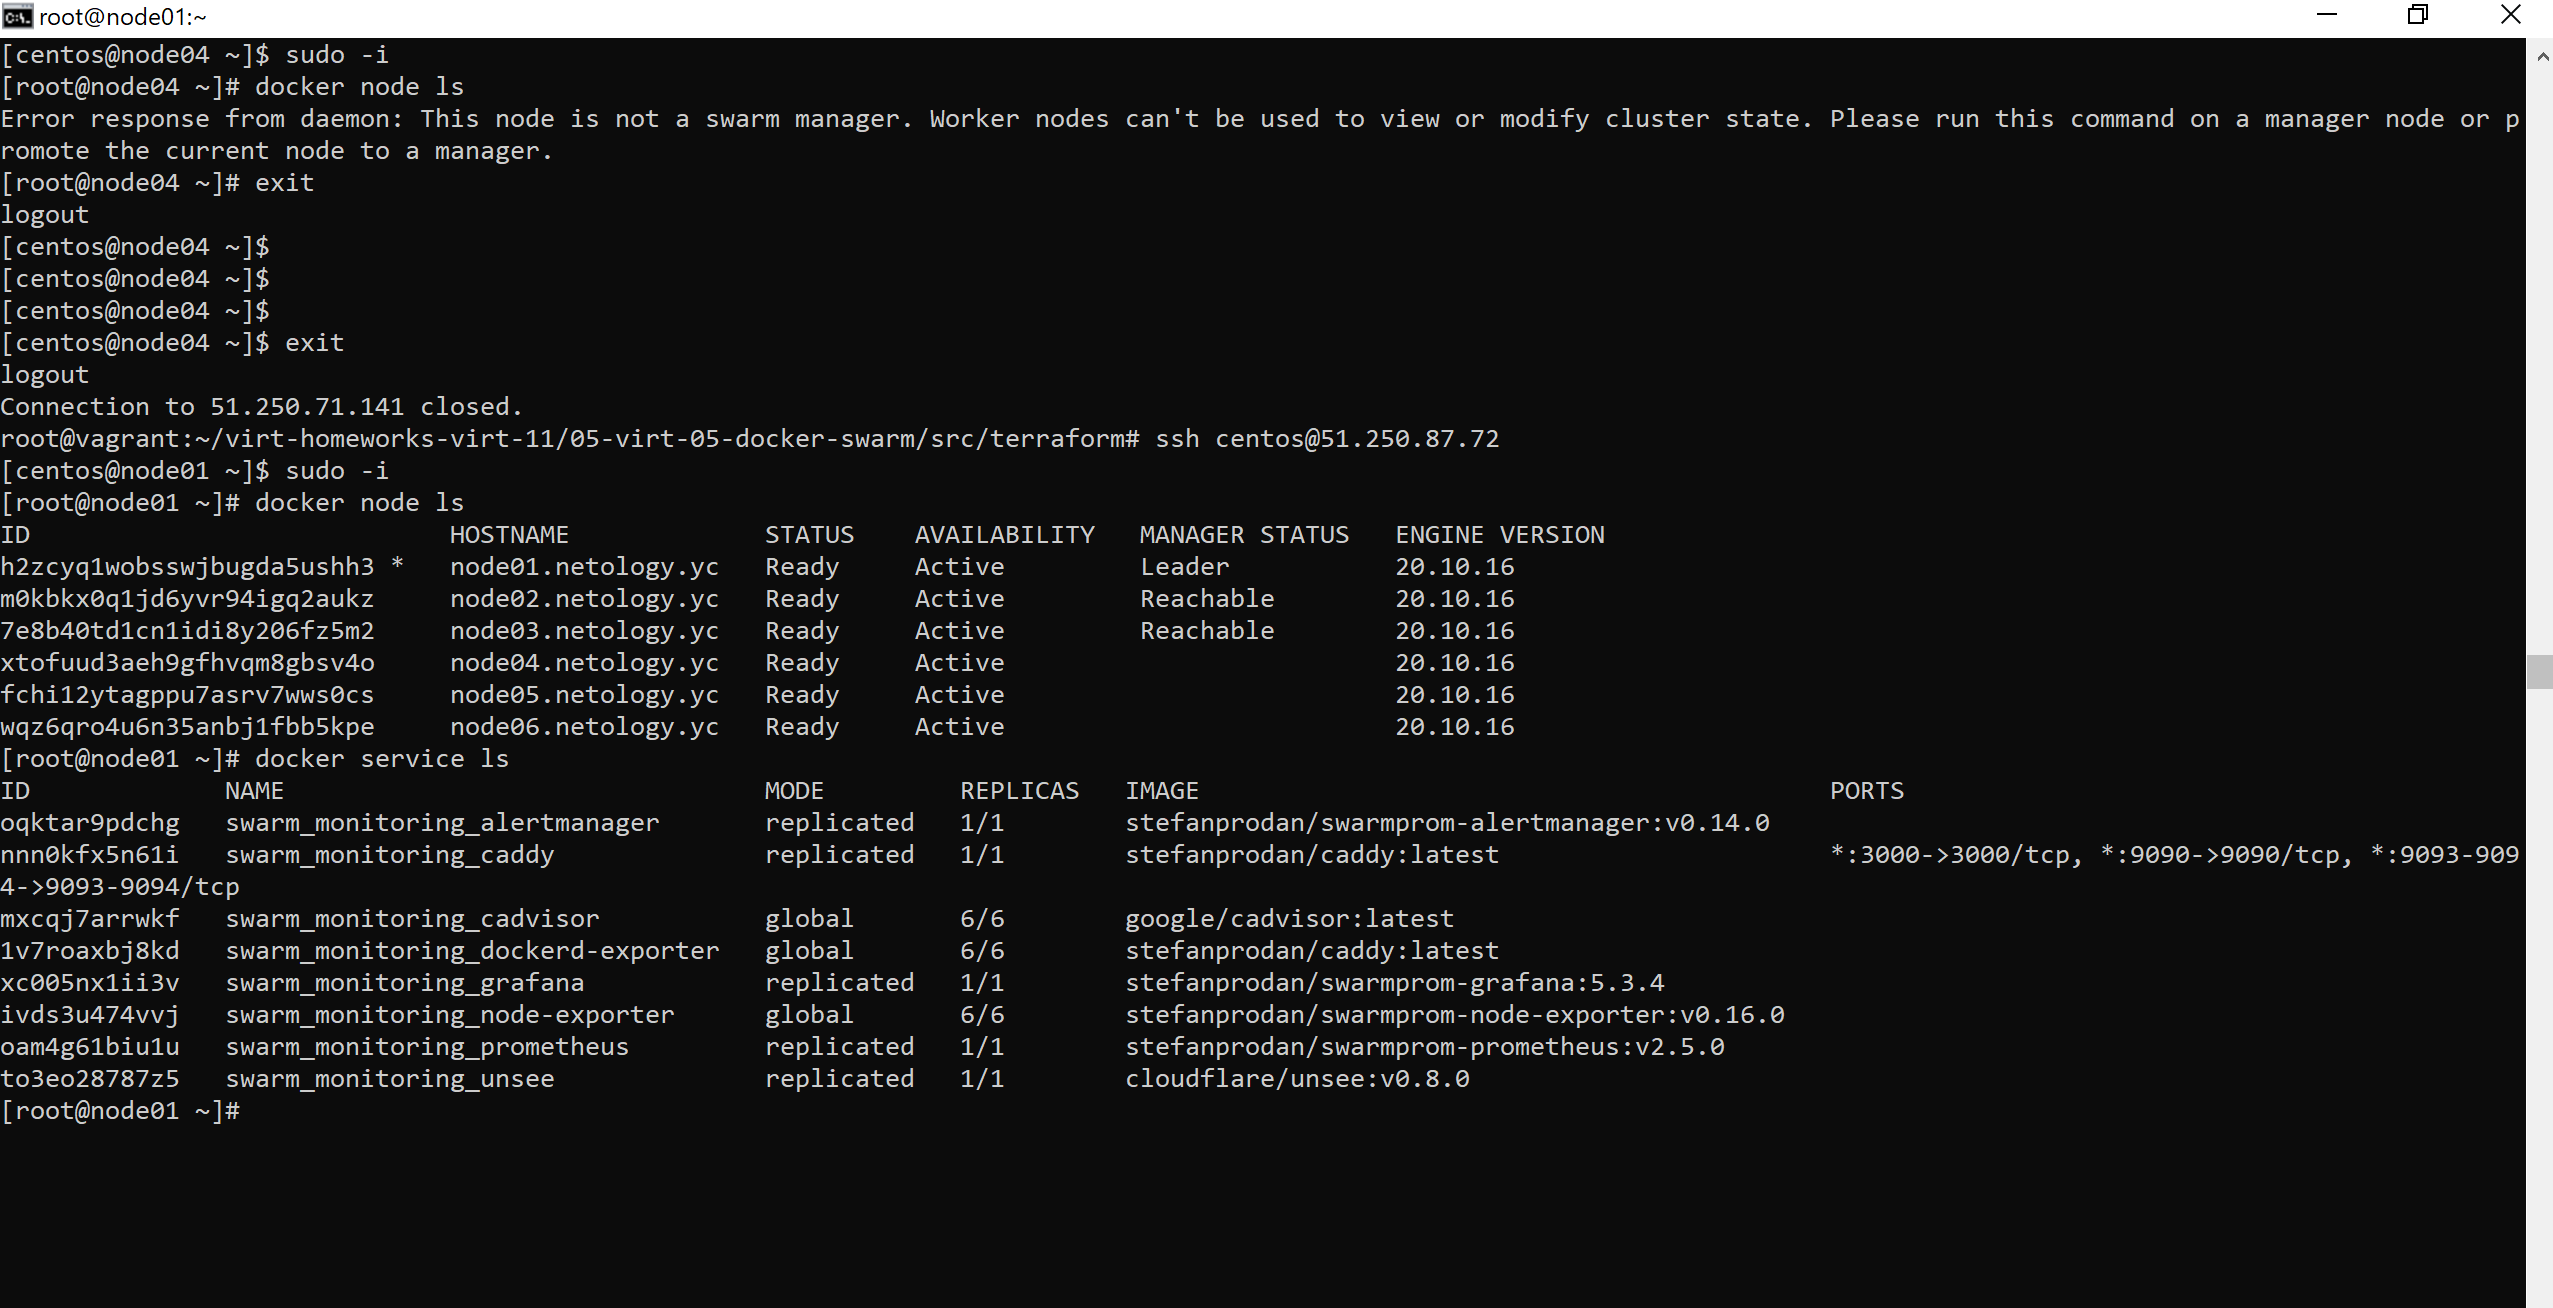 root@node01:~
[centos@node04 ~]$ sudo -i
[root@node04 ~]# docker node ls
Error response from daemon: This node is not a swarm manager. Worker nodes can't be used to view or modify cluster state. Please run this command on a manager node or p
romote the current node to a manager.
[root@node04 ~]# exit
logout
[centos@node04 ~]$
[centos@node04 ~]$
[centos@node04 ~]$
[centos@node04 ~]$ exit
logout
Connection to 51.250.71.141 closed.
root@vagrant:~/virt-homeworks-virt-11/05-virt-05-docker-swarm/src/terraform# ssh centos@51.250.87.72
[centos@node01 ~]$ sudo -i
[root@node01 ~]# docker node ls
ID                            HOSTNAME             STATUS    AVAILABILITY   MANAGER STATUS   ENGINE VERSION
h2zcyq1wobsswjbugda5ushh3 *   node01.netology.yc   Ready     Active         Leader           20.10.16
m0kbkx0q1jd6yvr94igq2aukz     node02.netology.yc   Ready     Active         Reachable        20.10.16
7e8b40td1cn1idi8y206fz5m2     node03.netology.yc   Ready     Active         Reachable        20.10.16
xtofuud3aeh9gfhvqm8gbsv4o     node04.netology.yc   Ready     Active                          20.10.16
fchi12ytagppu7asrv7wws0cs     node05.netology.yc   Ready     Active                          20.10.16
wqz6qro4u6n35anbj1fbb5kpe     node06.netology.yc   Ready     Active                          20.10.16
[root@node01 ~]# docker service ls
ID             NAME                                MODE         REPLICAS   IMAGE                                          PORTS
oqktar9pdchg   swarm_monitoring_alertmanager       replicated   1/1        stefanprodan/swarmprom-alertmanager:v0.14.0
nnn0kfx5n61i   swarm_monitoring_caddy              replicated   1/1        stefanprodan/caddy:latest                      *:3000->3000/tcp, *:9090->9090/tcp, *:9093-909
4->9093-9094/tcp
mxcqj7arrwkf   swarm_monitoring_cadvisor           global       6/6        google/cadvisor:latest
1v7roaxbj8kd   swarm_monitoring_dockerd-exporter   global       6/6        stefanprodan/caddy:latest
xc005nx1ii3v   swarm_monitoring_grafana            replicated   1/1        stefanprodan/swarmprom-grafana:5.3.4
ivds3u474vvj   swarm_monitoring_node-exporter      global       6/6        stefanprodan/swarmprom-node-exporter:v0.16.0
oam4g61biu1u   swarm_monitoring_prometheus         replicated   1/1        stefanprodan/swarmprom-prometheus:v2.5.0
to3eo28787z5   swarm_monitoring_unsee              replicated   1/1        cloudflare/unsee:v0.8.0
[root@node01 ~]#